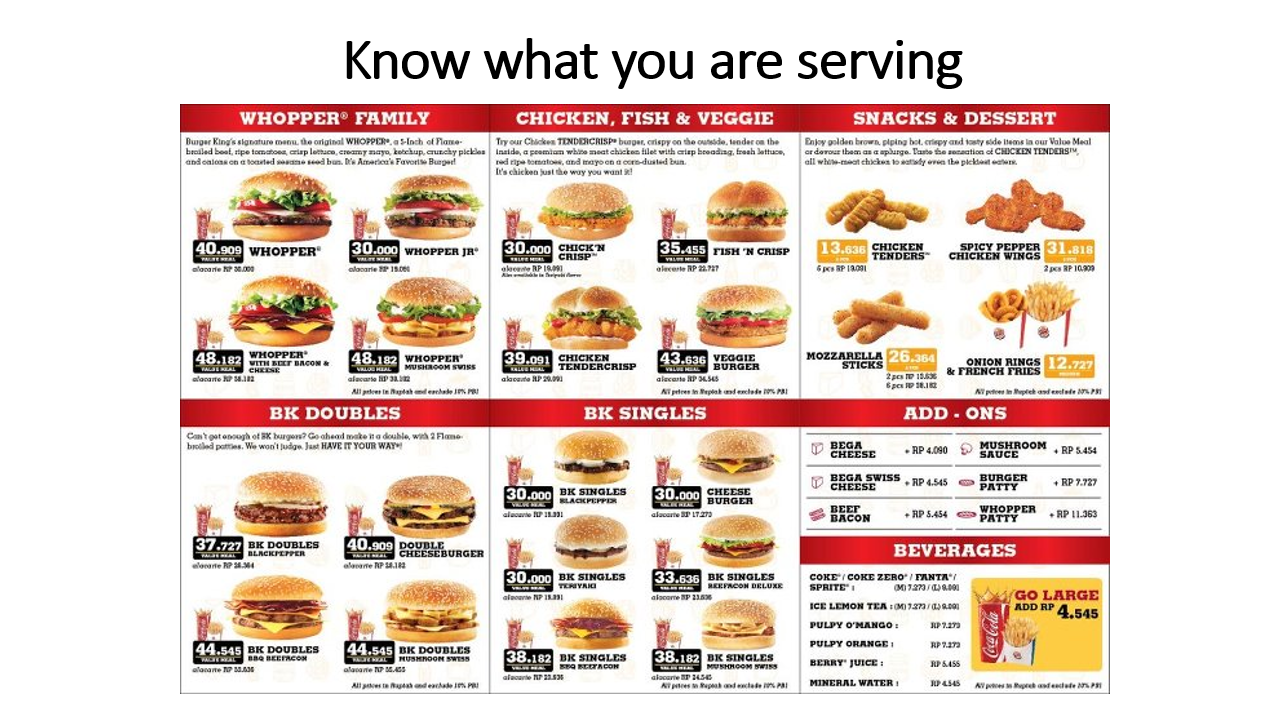 Know what you are serving
WHOPPER® FAMILY
Burger King's signature menu, the original WHOPPER®, a 5-Inch of Flame-
broiled beef, ripe tomatoes, crisp lettuce, creamy mayo, ketchup, crunchy pickles
and onions on a toasted sesame seed bun. It's America's Favorite Burger!
40.909 VALUE MEAL WHOPPER®
alacarte RP 30.000
30.000 VALUE MEAL WHOPPER JR®
alacarte RP 19.091
48.182 VALUE MEAL WHOPPER®
WITH BEEF BACON &
CHEESE
alacarte RP 38.182
48.182 VALUE MEAL WHOPPER®
MUSHROOM SWISS
alacarte RP 38.182
All prices in Rupiah and exclude 10% PB1
CHICKEN, FISH & VEGGIE
Try our Chicken TENDERCRISP® burger, crispy on the outside, tender on the
inside, a premium white meat chicken filet with crisp breading, fresh lettuce,
red ripe tomatoes, and mayo on a corn-dusted bun.
It's chicken just the way you want it!
30.000 VALUE MEAL CHICK'N
CRISP™
alacarte RP 19.091
Also available in Teriyaki flavor
35.455 VALUE MEAL FISH 'N CRISP
alacarte RP 22.727
39.091 VALUE MEAL CHICKEN
TENDERCRISP
alacarte RP 29.091
43.636 VALUE MEAL VEGGIE
BURGER
alacarte RP 34.545
All prices in Rupiah and exclude 10% PB1
SNACKS & DESSERT
Enjoy golden brown, piping hot, crispy and tasty side items in our Value Meal
or devour them as a splurge. Taste the sensation of CHICKEN TENDERS™,
all white-meat chicken to satisfy even the pickiest eaters.
13.636 CHICKEN
TENDERS™
6 pcs RP 19.091
SPICY PEPPER
CHICKEN WINGS 31.818
2 pcs RP 10.909
MOZZARELLA
STICKS 26.364
2 pcs RP 13.636
6 pcs RP 38.182
ONION RINGS
& FRENCH FRIES 12.727
All prices in Rupiah and exclude 10% PB1
BK DOUBLES
Can't get enough of BK burgers? Go ahead make it a double, with 2 Flame-
broiled patties. We won't judge. Just HAVE IT YOUR WAY®!
37.727 VALUE MEAL BK DOUBLES
BLACKPEPPER
alacarte RP 26.364
40.909 VALUE MEAL DOUBLE
CHEESEBURGER
alacarte RP 28.182
44.545 VALUE MEAL BK DOUBLES
BBQ BEEFACON
alacarte RP 33.636
44.545 VALUE MEAL BK DOUBLES
MUSHROOM SWISS
alacarte RP 35.455
All prices in Rupiah and exclude 10% PB1
BK SINGLES
30.000 VALUE MEAL BK SINGLES
BLACKPEPPER
alacarte RP
30.000 VALUE MEAL CHEESE
BURGER
alacarte RP 17.273
30.000 VALUE MEAL BK SINGLES
TERIYAKI
alacarte RP
33.636 VALUE MEAL BK SINGLES
BEEFACON DELUXE
alacarte RP 23.636
38.182 VALUE MEAL BK SINGLES
BBQ BEEFACON
alacarte RP 23.636
38.182 VALUE MEAL BK SINGLES
MUSHROOM SWISS
alacarte RP 24.545
All prices in Rupiah and exclude 10% PB1
ADD - ONS
BEGA
CHEESE + RP 4.090
MUSHROOM
SAUCE + RP 5.454
BEGA SWISS
CHEESE + RP 4.545
BURGER
PATTY + RP 7.727
BEEF
BACON + RP 5.454
WHOPPER
PATTY + RP 11.363
BEVERAGES
COKE® / COKE ZERO® / FANTA® /
SPRITE® : (M) 7.273 / (L) 9.091
ICE LEMON TEA : (M) 7.273 / (L) 9.091
PULPY O'MANGO : RP 7.273
PULPY ORANGE : RP 7.273
BERRY JUICE : RP 5.455
MINERAL WATER : RP 4.545
GO LARGE
ADD RP 4.545
Coca-Cola
All prices in Rupiah and exclude 10% PB1